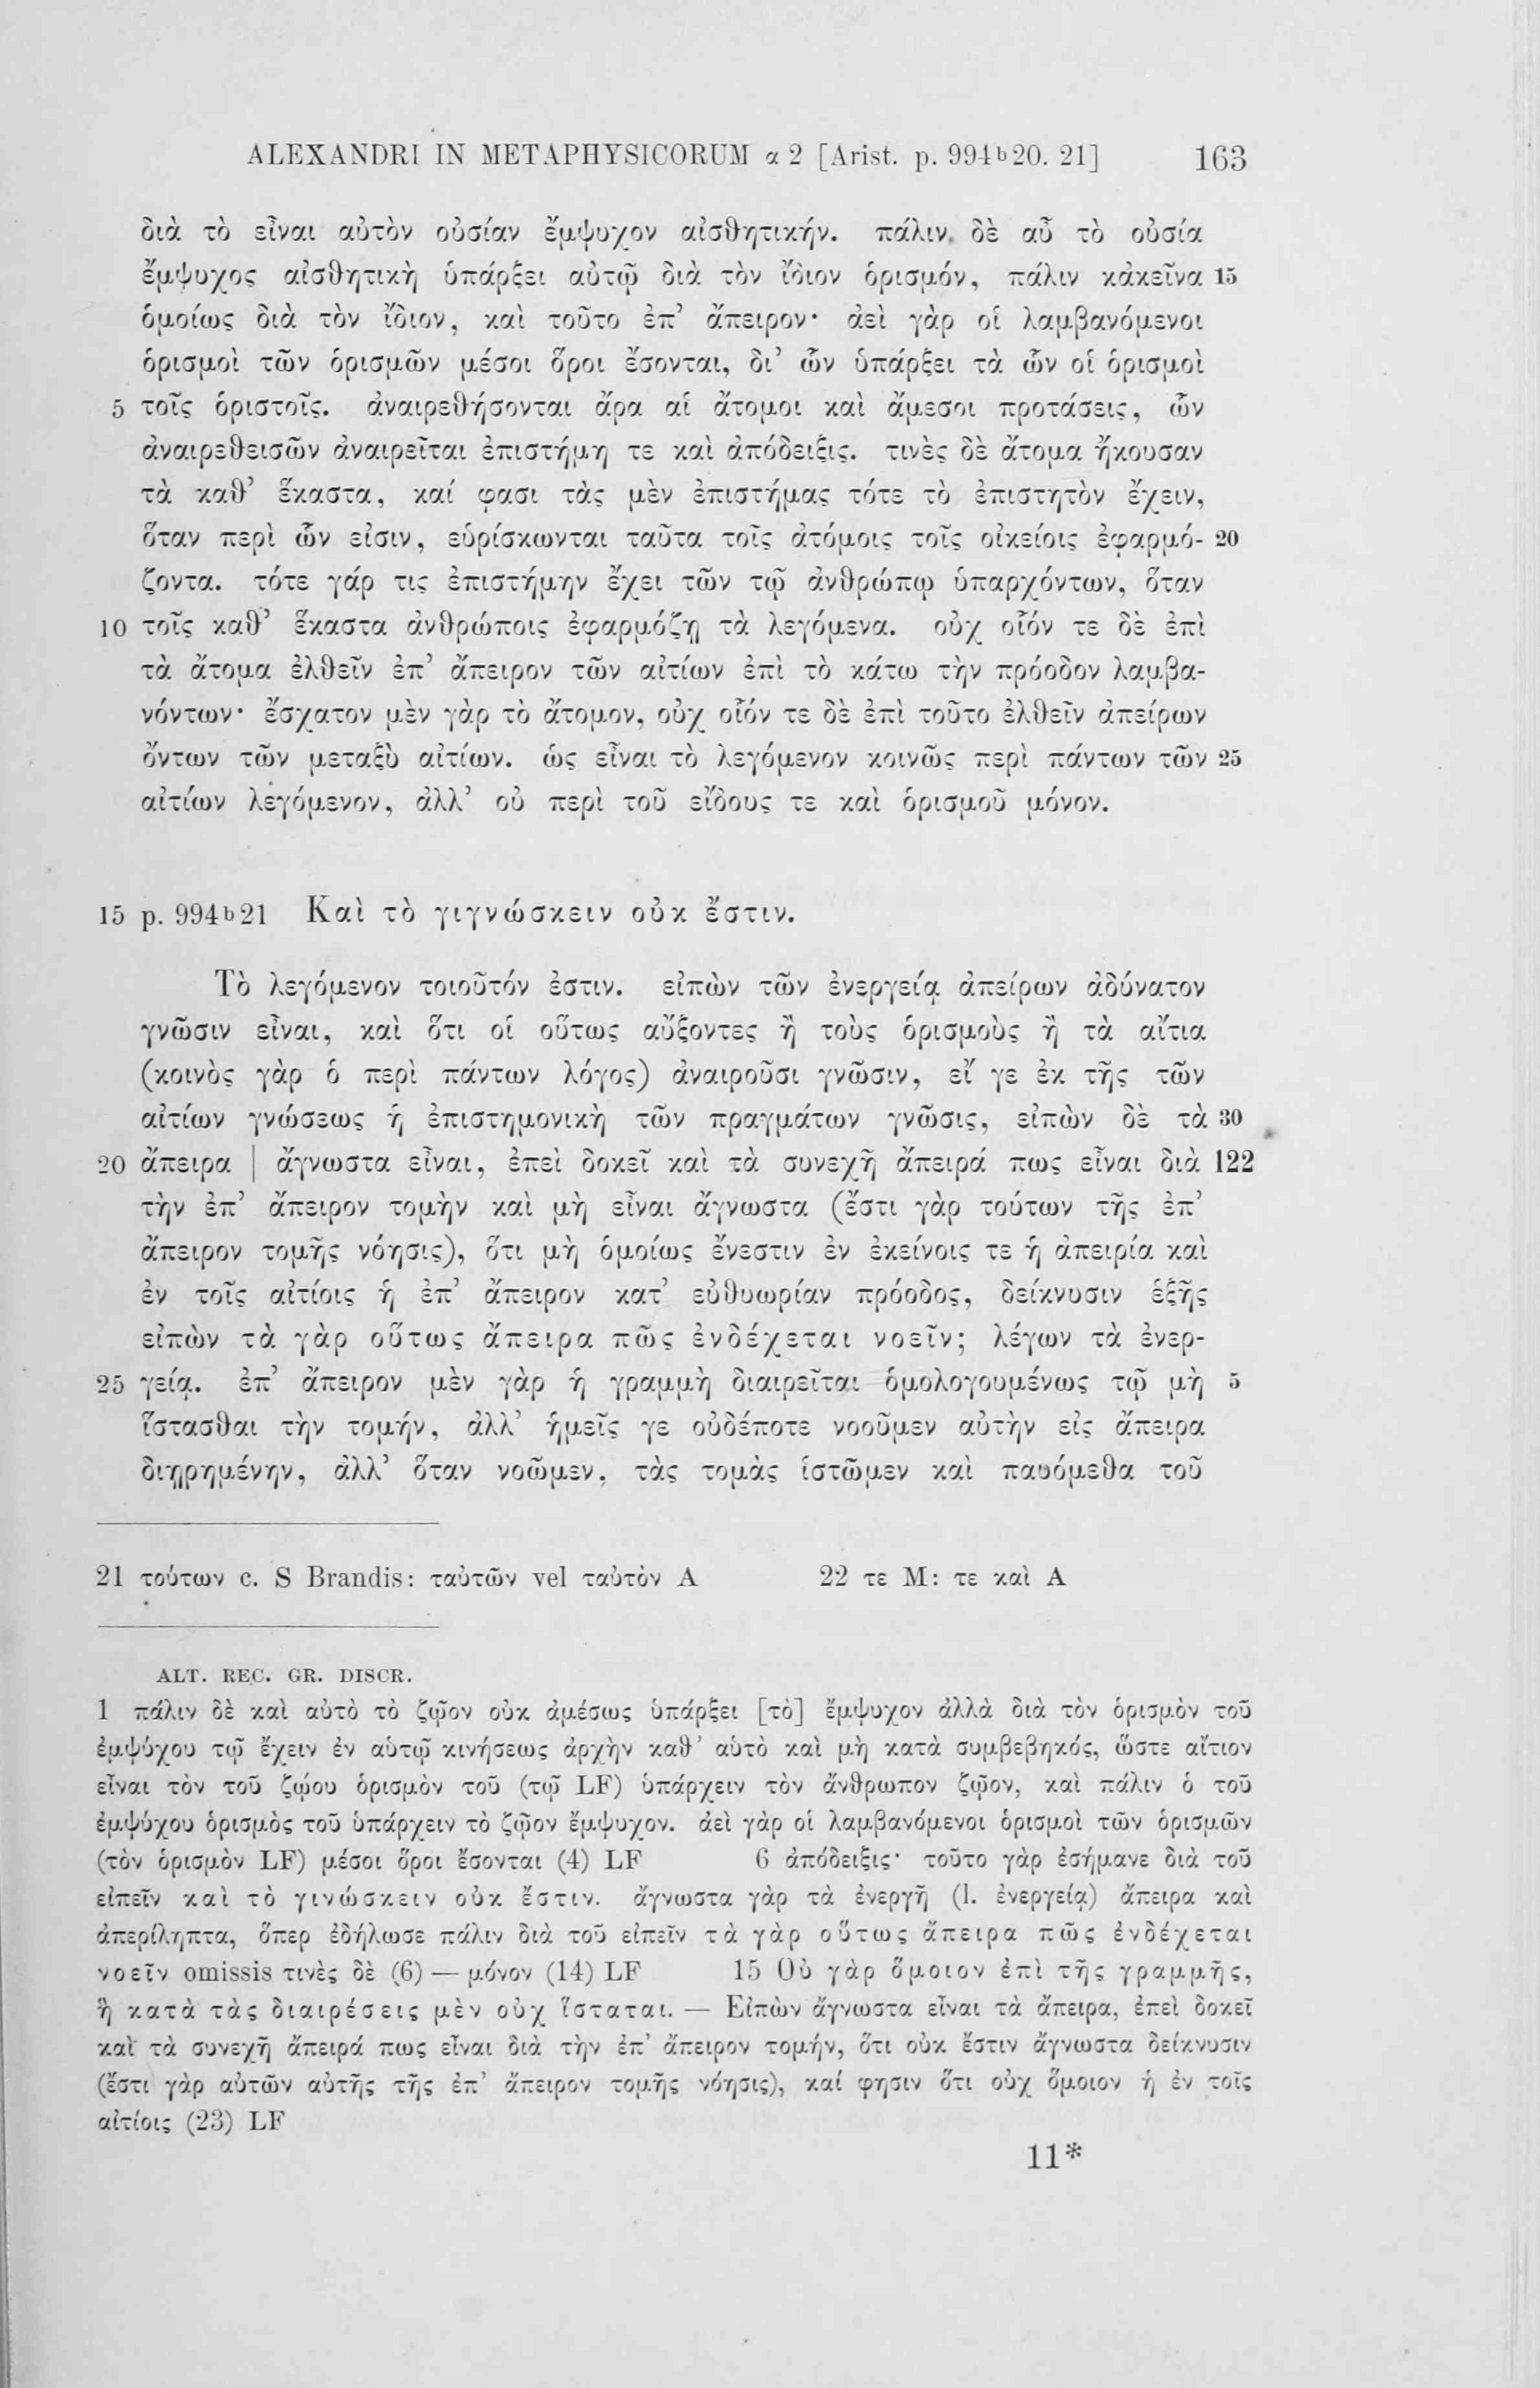 ALEXANDRI IN METAPHYSICORUM α 2 [Arist. p. 994ᵇ20. 21] 163
διὰ τὸ εἶναι αὐτὸν οὐσίαν ἔμψυχον αἰσθητικήν. πάλιν δὲ αὖ τὸ οὐσία
ἔμψυχος αἰσθητικὴ ὑπάρξει αὐτῷ διὰ τὸν ἴδιον ὁρισμόν, πάλιν κἀκεῖνα 15
ὁμοίως διὰ τὸν ἴδιον, καὶ τοῦτο ἐπ’ ἄπειρον· ἀεὶ γὰρ οἱ λαμβανόμενοι
ὁρισμοὶ τῶν ὁρισμῶν μέσοι ὅροι ἔσονται, δι’ ὧν ὑπάρξει τὰ ὧν οἱ ὁρισμοὶ
5 τοῖς ὁριστοῖς. ἀναιρεθήσονται ἄρα αἱ ἄτομοι καὶ ἄμεσοι προτάσεις, ὧν
ἀναιρεθεισῶν ἀναιρεῖται ἐπιστήμη τε καὶ ἀπόδειξις. τινὲς δὲ ἄτομα ἤκουσαν
τὰ καθ’ ἕκαστα, καί φασι τὰς μὲν ἐπιστήμας τότε τὸ ἐπιστητὸν ἔχειν,
ὅταν περὶ ὧν εἰσιν, εὑρίσκωνται ταῦτα τοῖς ἀτόμοις τοῖς οἰκείοις ἐφαρμό- 20
ζοντα. τότε γάρ τις ἐπιστήμην ἔχει τῶν τῷ ἀνθρώπῳ ὑπαρχόντων, ὅταν
10 τοῖς καθ’ ἕκαστα ἀνθρώποις ἐφαρμόζῃ τὰ λεγόμενα. οὐχ οἷόν τε δὲ ἐπὶ
τὰ ἄτομα ἐλθεῖν ἐπ’ ἄπειρον τῶν αἰτίων ἐπὶ τὸ κάτω τὴν πρόοδον λαμβα-
νόντων· ἔσχατον μὲν γὰρ τὸ ἄτομον, οὐχ οἷόν τε δὲ ἐπὶ τοῦτο ἐλθεῖν ἀπείρων
ὄντων τῶν μεταξὺ αἰτίων. ὡς εἶναι τὸ λεγόμενον κοινῶς περὶ πάντων τῶν 25
αἰτίων λεγόμενον, ἀλλ’ οὐ περὶ τοῦ εἴδους τε καὶ ὁρισμοῦ μόνον.
15 p. 994ᵇ21 Καὶ τὸ γιγνώσκειν οὐκ ἔστιν.
Τὸ λεγόμενον τοιοῦτόν ἐστιν. εἰπὼν τῶν ἐνεργείᾳ ἀπείρων ἀδύνατον
γνῶσιν εἶναι, καὶ ὅτι οἱ οὕτως αὔξοντες ἢ τοὺς ὁρισμοὺς ἢ τὰ αἴτια
(κοινὸς γὰρ ὁ περὶ πάντων λόγος) ἀναιροῦσι γνῶσιν, εἴ γε ἐκ τῆς τῶν
αἰτίων γνώσεως ἡ ἐπιστημονικὴ τῶν πραγμάτων γνῶσις, εἰπὼν δὲ τὰ 30
20 ἄπειρα | ἄγνωστα εἶναι, ἐπεὶ δοκεῖ καὶ τὰ συνεχῆ ἄπειρά πως εἶναι διὰ 122
τὴν ἐπ’ ἄπειρον τομὴν καὶ μὴ εἶναι ἄγνωστα (ἔστι γὰρ τούτων τῆς ἐπ’
ἄπειρον τομῆς νόησις), ὅτι μὴ ὁμοίως ἔνεστιν ἐν ἐκείνοις τε ἡ ἀπειρία καὶ
ἐν τοῖς αἰτίοις ἡ ἐπ’ ἄπειρον κατ’ εὐθυωρίαν πρόοδος, δείκνυσιν ἑξῆς
εἰπὼν τὰ γὰρ οὕτως ἄπειρα πῶς ἐνδέχεται νοεῖν; λέγων τὰ ἐνερ-
25 γείᾳ. ἐπ’ ἄπειρον μὲν γὰρ ἡ γραμμὴ διαιρεῖται ὁμολογουμένως τῷ μὴ 5
ἵστασθαι τὴν τομήν, ἀλλ’ ἡμεῖς γε οὐδέποτε νοοῦμεν αὐτὴν εἰς ἄπειρα
διῃρημένην, ἀλλ’ ὅταν νοῶμεν, τὰς τομὰς ἱστῶμεν καὶ παυόμεθα τοῦ
21 τούτων c. S Brandis: ταὐτῶν vel ταὐτὸν A 22 τε M: τε καὶ A
ALT. REC. GR. DISCR.
1 πάλιν δὲ καὶ αὐτὸ τὸ ζῷον οὐκ ἀμέσως ὑπάρξει [τὸ] ἔμψυχον ἀλλὰ διὰ τὸν ὁρισμὸν τοῦ
ἐμψύχου τῷ ἔχειν ἐν αὑτῷ κινήσεως ἀρχὴν καθ’ αὑτὸ καὶ μὴ κατὰ συμβεβηκός, ὥστε αἴτιον
εἶναι τὸν τοῦ ζῴου ὁρισμὸν τοῦ (τῷ LF) ὑπάρχειν τὸν ἄνθρωπον ζῷον, καὶ πάλιν ὁ τοῦ
ἐμψύχου ὁρισμὸς τοῦ ὑπάρχειν τὸ ζῷον ἔμψυχον. ἀεὶ γὰρ οἱ λαμβανόμενοι ὁρισμοὶ τῶν ὁρισμῶν
(τὸν ὁρισμὸν LF) μέσοι ὅροι ἔσονται (4) LF 6 ἀπόδειξις· τοῦτο γὰρ ἐσήμανε διὰ τοῦ
εἰπεῖν καὶ τὸ γινώσκειν οὐκ ἔστιν. ἄγνωστα γὰρ τὰ ἐνεργῆ (l. ἐνεργείᾳ) ἄπειρα καὶ
ἀπερίληπτα, ὅπερ ἐδήλωσε πάλιν διὰ τοῦ εἰπεῖν τὰ γὰρ οὕτως ἄπειρα πῶς ἐνδέχεται
νοεῖν omissis τινὲς δὲ (6) — μόνον (14) LF 15 Οὐ γὰρ ὅμοιον ἐπὶ τῆς γραμμῆς,
ἣ κατὰ τὰς διαιρέσεις μὲν οὐχ ἵσταται. — Εἰπὼν ἄγνωστα εἶναι τὰ ἄπειρα, ἐπεὶ δοκεῖ
καὶ τὰ συνεχῆ ἄπειρά πως εἶναι διὰ τὴν ἐπ’ ἄπειρον τομήν, ὅτι οὐκ ἔστιν ἄγνωστα δείκνυσιν
(ἔστι γὰρ αὐτῶν αὐτῆς τῆς ἐπ’ ἄπειρον τομῆς νόησις), καί φησιν ὅτι οὐχ ὅμοιον ἡ ἐν τοῖς
αἰτίοις (23) LF
11*